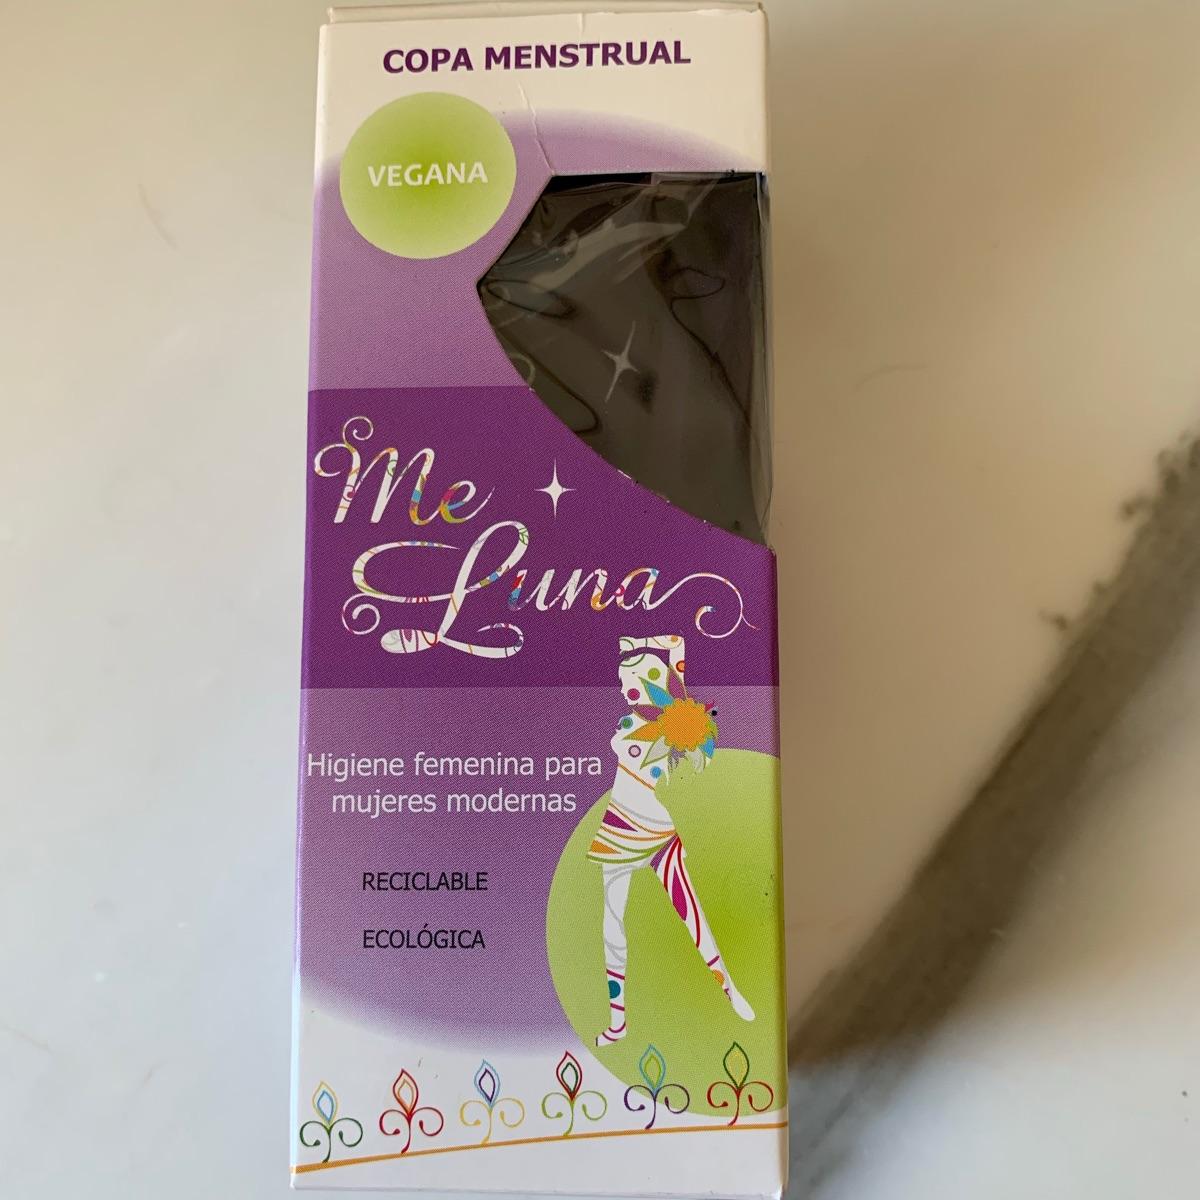 COPA MENSTRUAL
VEGANA
Me
Luna
Higiene femenina para
mujeres modernas
RECICLABLE
ECOLÓGICA